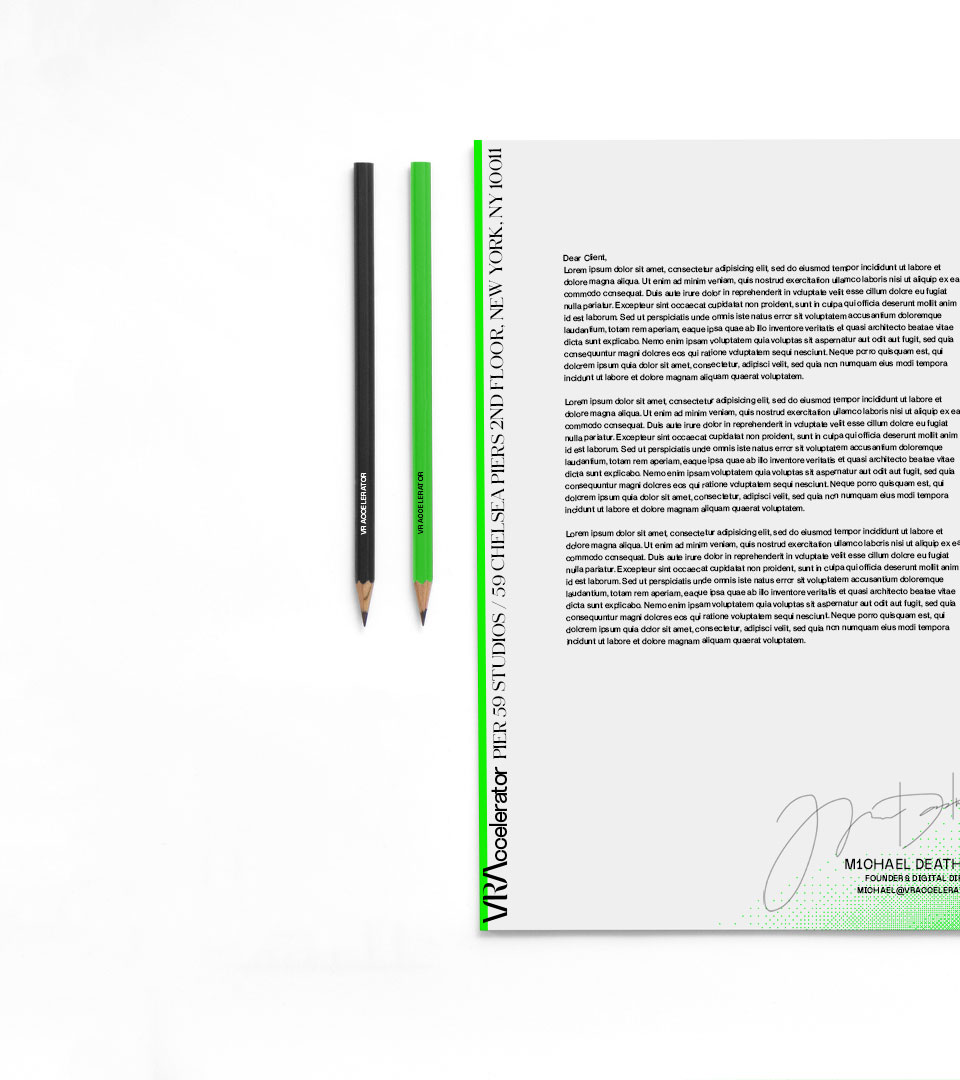 VR ACCELERATOR
VR ACCELERATOR
VRAccelerator PIER 59 STUDIOS / 59 CHELSEA PIERS 2ND FLOOR, NEW YORK, NY 10011
Dear Client,
Lorem ipsum dolor sit amet, consectetur adipisicing elit, sed do eiusmod tempor incididunt ut labore et
dolore magna aliqua. Ut enim ad minim veniam, quis nostrud exercitation ullamco laboris nisi ut aliquip ex ea
commodo consequat. Duis aute irure dolor in reprehenderit in voluptate velit esse cillum dolore eu fugiat
nulla pariatur. Excepteur sint occaecat cupidatat non proident, sunt in culpa qui officia deserunt mollit anim
id est laborum. Sed ut perspiciatis unde omnis iste natus error sit voluptatem accusantium doloremque
laudantium, totam rem aperiam, eaque ipsa quae ab illo inventore veritatis et quasi architecto beatae vitae
dicta sunt explicabo. Nemo enim ipsam voluptatem quia voluptas sit aspernatur aut odit aut fugit, sed quia
consequuntur magni dolores eos qui ratione voluptatem sequi nesciunt. Neque porro quisquam est, qui
dolorem ipsum quia dolor sit amet, consectetur, adipisci velit, sed quia non numquam eius modi tempora
incidunt ut labore et dolore magnam aliquam quaerat voluptatem.
Lorem ipsum dolor sit amet, consectetur adipisicing elit, sed do eiusmod tempor incididunt ut labore et
dolore magna aliqua. Ut enim ad minim veniam, quis nostrud exercitation ullamco laboris nisi ut aliquip ex ea
commodo consequat. Duis aute irure dolor in reprehenderit in voluptate velit esse cillum dolore eu fugiat
nulla pariatur. Excepteur sint occaecat cupidatat non proident, sunt in culpa qui officia deserunt mollit anim
id est laborum. Sed ut perspiciatis unde omnis iste natus error sit voluptatem accusantium doloremque
laudantium, totam rem aperiam, eaque ipsa quae ab illo inventore veritatis et quasi architecto beatae vitae
dicta sunt explicabo. Nemo enim ipsam voluptatem quia voluptas sit aspernatur aut odit aut fugit, sed quia
consequuntur magni dolores eos qui ratione voluptatem sequi nesciunt. Neque porro quisquam est, qui
dolorem ipsum quia dolor sit amet, consectetur, adipisci velit, sed quia non numquam eius modi tempora
incidunt ut labore et dolore magnam aliquam quaerat voluptatem.
Lorem ipsum dolor sit amet, consectetur adipisicing elit, sed do eiusmod tempor incididunt ut labore et
dolore magna aliqua. Ut enim ad minim veniam, quis nostrud exercitation ullamco laboris nisi ut aliquip ex ea
commodo consequat. Duis aute irure dolor in reprehenderit in voluptate velit esse cillum dolore eu fugiat
nulla pariatur. Excepteur sint occaecat cupidatat non proident, sunt in culpa qui officia deserunt mollit anim
id est laborum. Sed ut perspiciatis unde omnis iste natus error sit voluptatem accusantium doloremque
laudantium, totam rem aperiam, eaque ipsa quae ab illo inventore veritatis et quasi architecto beatae vitae
dicta sunt explicabo. Nemo enim ipsam voluptatem quia voluptas sit aspernatur aut odit aut fugit, sed quia
consequuntur magni dolores eos qui ratione voluptatem sequi nesciunt. Neque porro quisquam est, qui
dolorem ipsum quia dolor sit amet, consectetur, adipisci velit, sed quia non numquam eius modi tempora
incidunt ut labore et dolore magnam aliquam quaerat voluptatem.
M1CHAEL DEATH
FOUNDER & DIGITAL DI
MICHAEL@VRACCELERAT